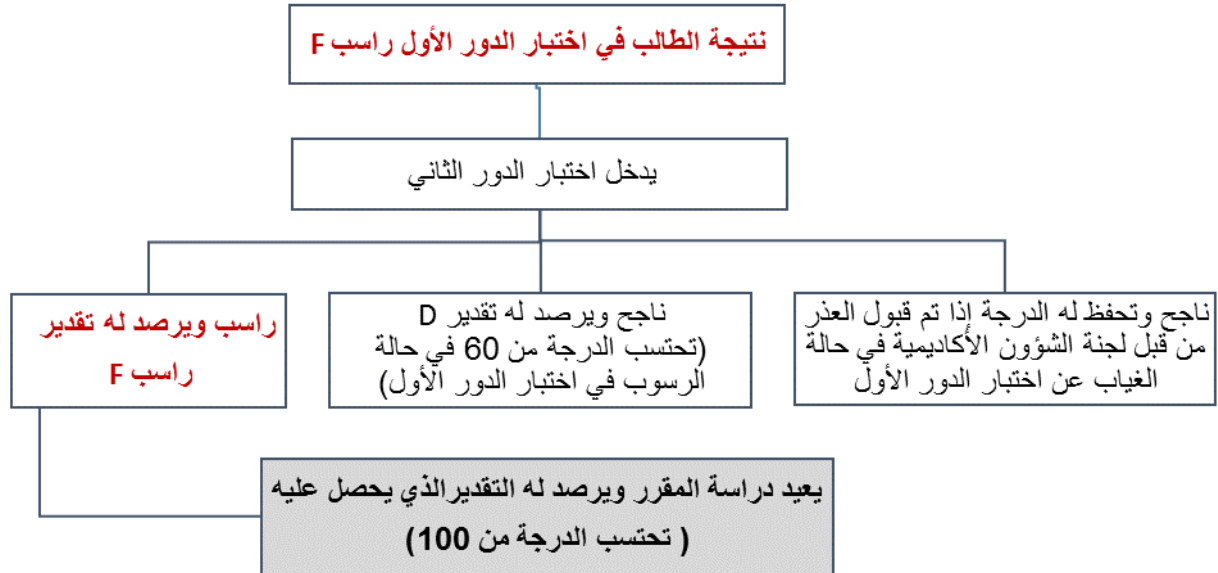 نتيجة الطالب في اختبار الدور الأول راسب F
يدخل اختبار الدور الثاني
ناجح وتحفظ له الدرجة إذا تم قبول العذر
من قبل لجنة الشؤون الأكاديمية في حالة
الغياب عن اختبار الدور الأول
ناجح ويرصد له تقدير D
(تحتسب الدرجة من 60 في حالة
الرسوب في اختبار الدور الأول)
راسب ويرصد له تقدير
راسب F
يعيد دراسة المقرر ويرصد له التقديرالذي يحصل عليه
( تحتسب الدرجة من 100)